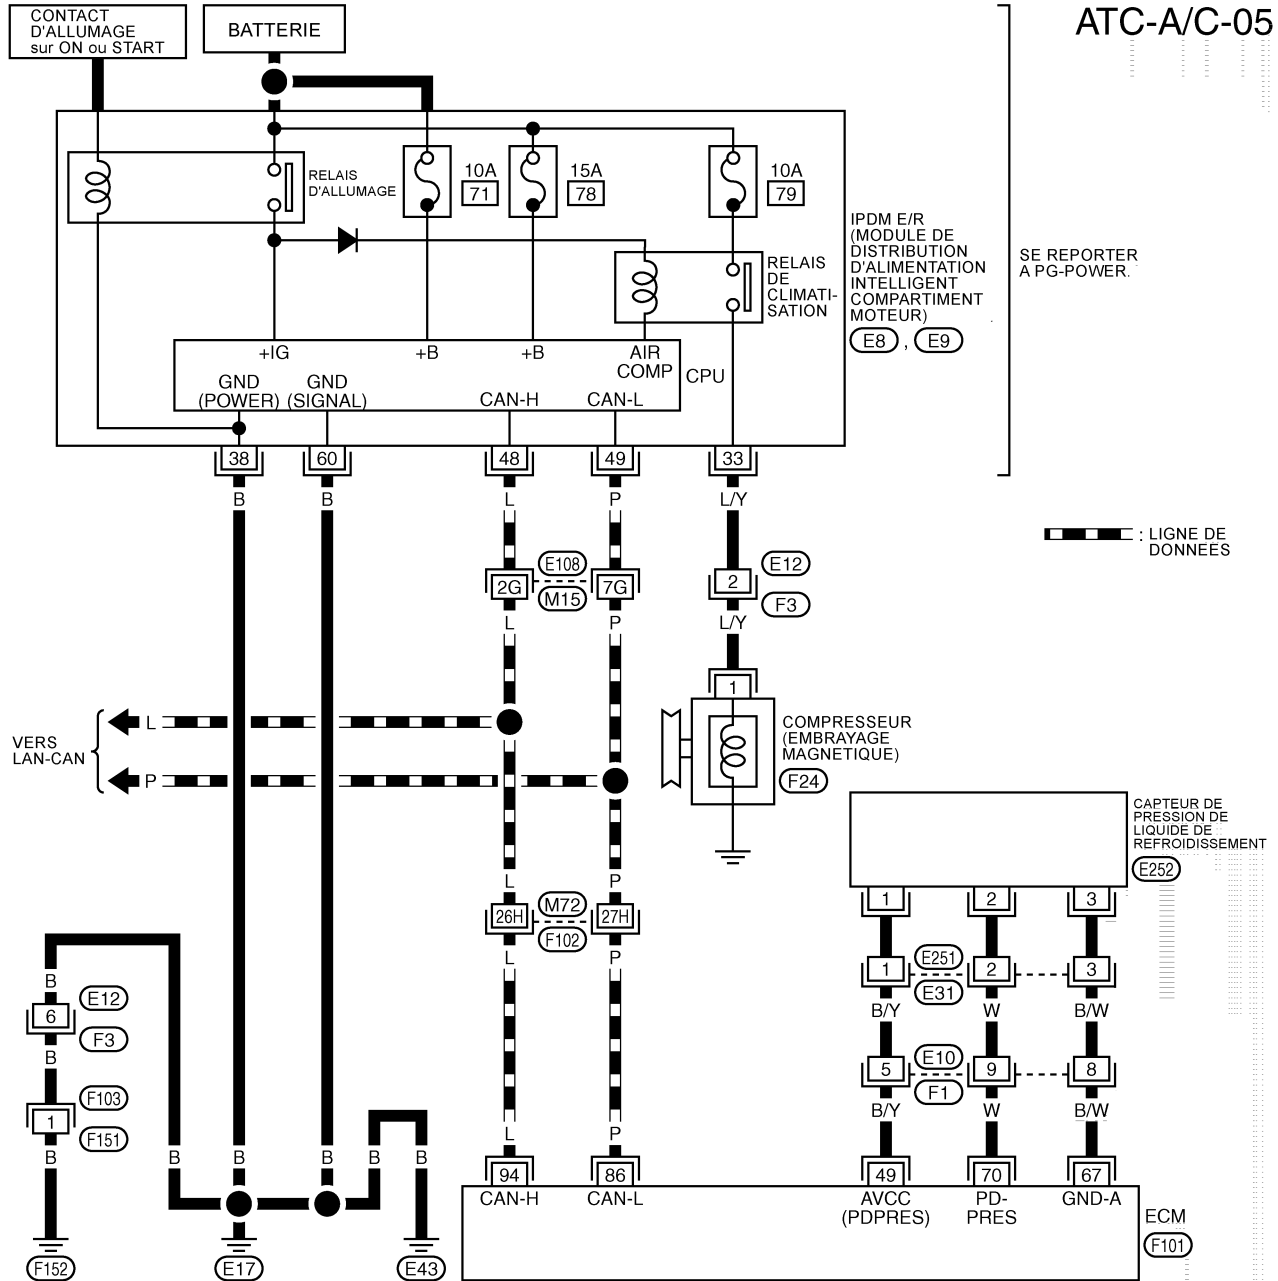 CONTACT
D'ALLUMAGE
sur ON ou START
BATTERIE
ATC-A/C-05
RELAIS
D'ALLUMAGE
10A
71
15A
78
10A
79
IPDM E/R
(MODULE DE
DISTRIBUTION
D'ALIMENTATION
INTELLIGENT
COMPARTIMENT
MOTEUR)
E8 , E9
SE REPORTER
A PG-POWER.
RELAIS
DE
CLIMATI-
SATION
+IG
+B
+B
AIR
COMP
CPU
GND
(POWER)
GND
(SIGNAL)
CAN-H
CAN-L
38
60
48
49
33
B
B
L
P
L/Y
: LIGNE DE
DONNEES
2G
E108
M15
7G
2
E12
F3
L
P
L/Y
1
VERS
LAN-CAN
L
P
COMPRESSEUR
(EMBRAYAGE
MAGNETIQUE)
F24
CAPTEUR DE
PRESSION DE
LIQUIDE DE
REFROIDISSEMENT
E252
L
P
26H
M72
F102
27H
L
P
1
2
3
1
E251
E31
2
3
B/Y
W
B/W
5
E10
F1
9
8
B/Y
W
B/W
B
6
E12
F3
B
1
F103
F151
B
B
B
B
B
B
L
P
94
86
49
70
67
CAN-H
CAN-L
AVCC
(PDPRES)
PD-
PRES
GND-A
ECM
F101
F152
E17
E43